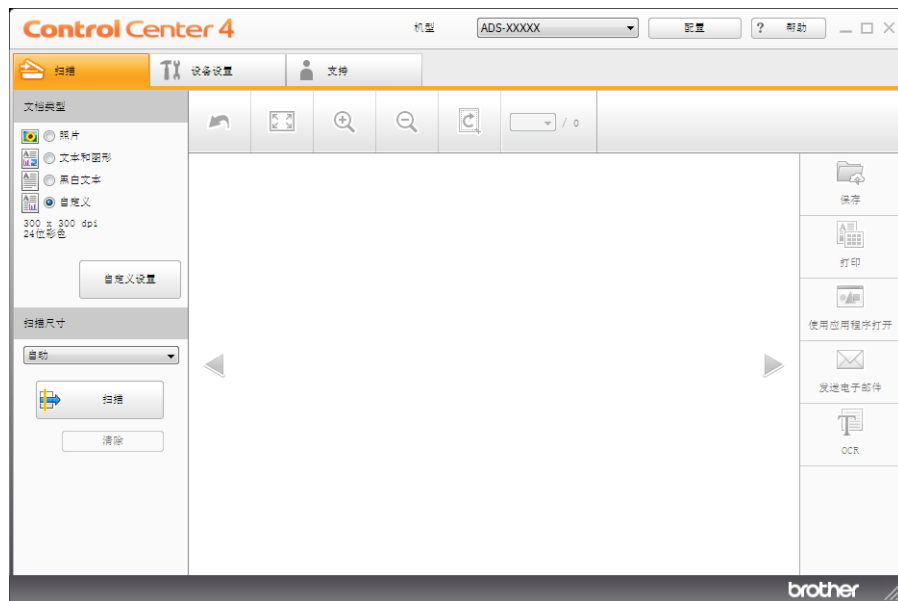 Control Center 4
机型
ADS-XXXXX
配置
? 帮助
扫描
设备设置
支持
文档类型
/ 0
照片
文本和图形
黑白文本
自定义
300 x 300 dpi
24位彩色
自定义设置
扫描尺寸
自动
扫描
清除
保存
打印
使用应用程序打开
发送电子邮件
OCR
brother